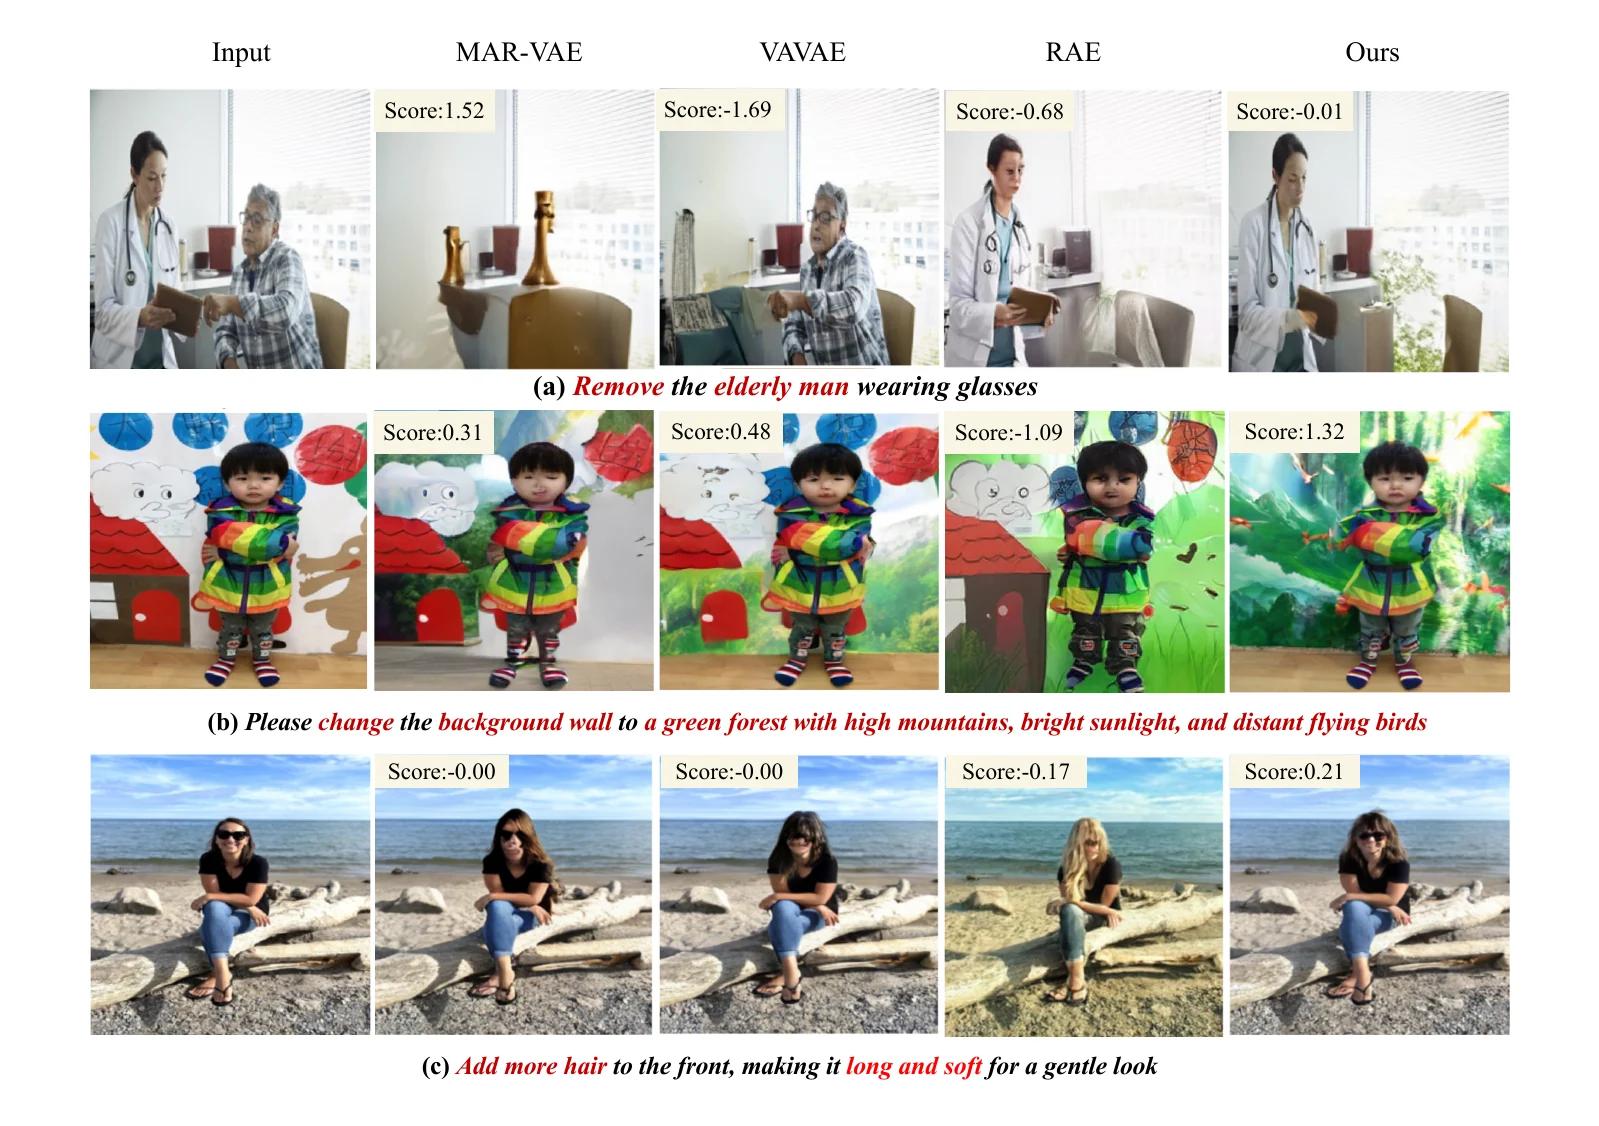 Input MAR-VAE VAVAE RAE Ours
Score:1.52 Score:-1.69 Score:-0.68 Score:-0.01
(a) Remove the elderly man wearing glasses
Score:0.31 Score:0.48 Score:-1.09 Score:1.32
(b) Please change the background wall to a green forest with high mountains, bright sunlight, and distant flying birds
Score:-0.00 Score:-0.00 Score:-0.17 Score:0.21
(c) Add more hair to the front, making it long and soft for a gentle look